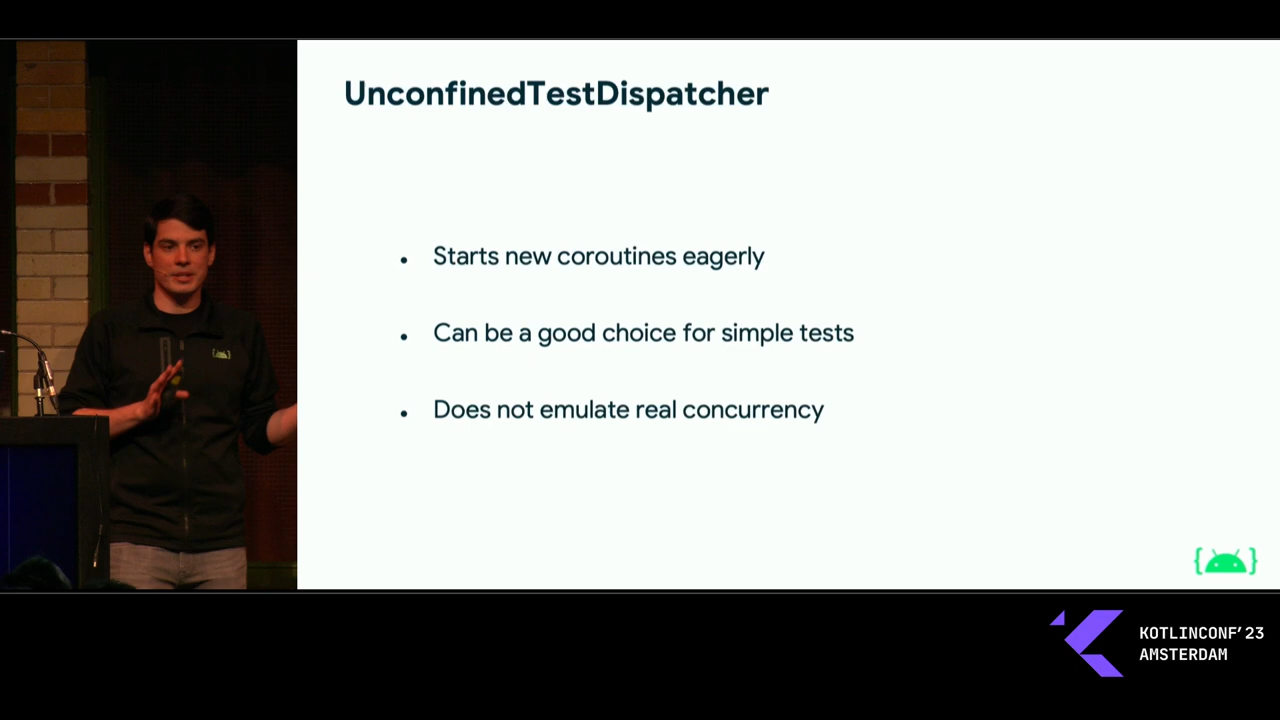 UnconfinedTestDispatcher
• Starts new coroutines eagerly
• Can be a good choice for simple tests
• Does not emulate real concurrency
KOTLINCONF'23
AMSTERDAM